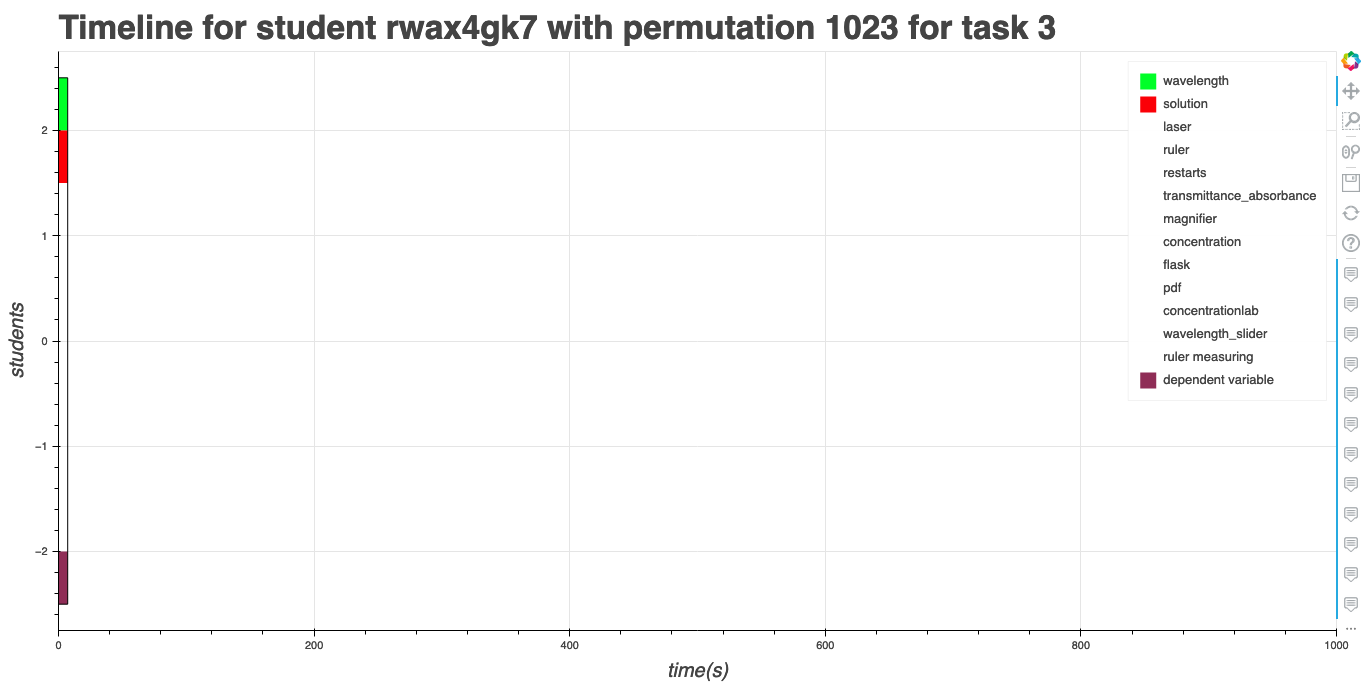 Timeline for student rwax4gk7 with permutation 1023 for task 3
wavelength
solution
laser
ruler
restarts
transmittance_absorbance
magnifier
concentration
flask
pdf
concentrationlab
wavelength_slider
ruler measuring
dependent variable
students
2
1
0
−1
−2
0
200
400
600
800
1000
time(s)